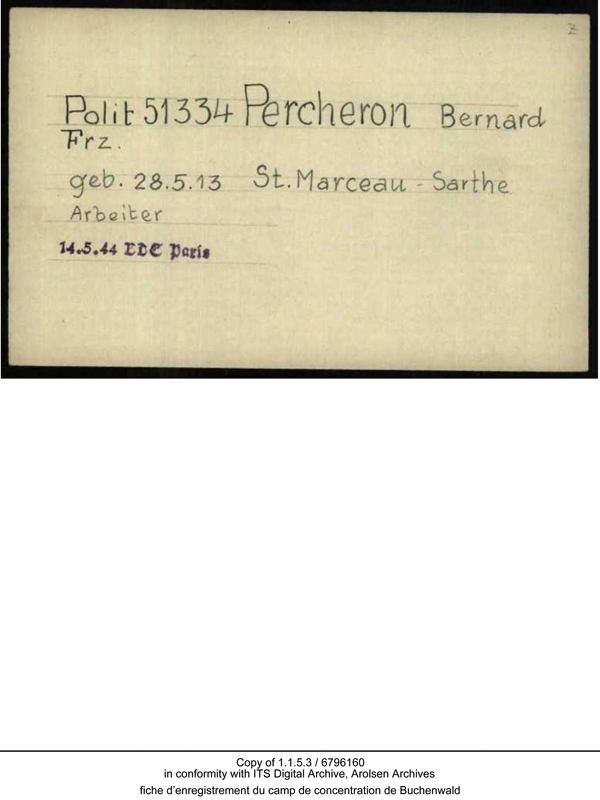 z
Polit 51334 Percheron Bernard
Frz.
geb. 28.5.13 St. Marceau - Sarthe
Arbeiter
14.5.44 EDC Paris
Copy of 1.1.5.3 / 6796160
in conformity with ITS Digital Archive, Arolsen Archives
fiche d'enregistrement du camp de concentration de Buchenwald